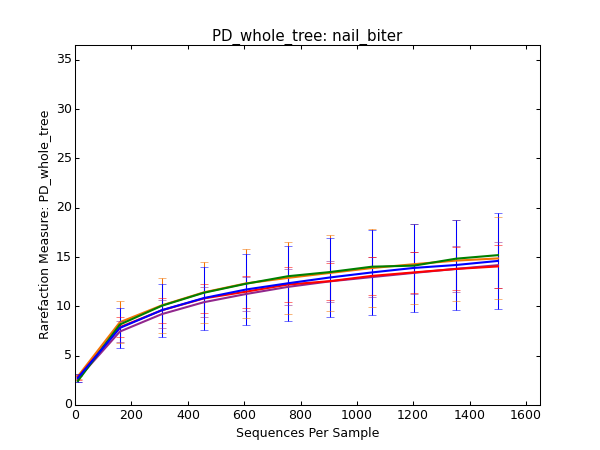 PD_whole_tree: nail_biter
Rarefaction Measure: PD_whole_tree
35
30
25
20
15
10
5
0
0 200 400 600 800 1000 1200 1400 1600
Sequences Per Sample